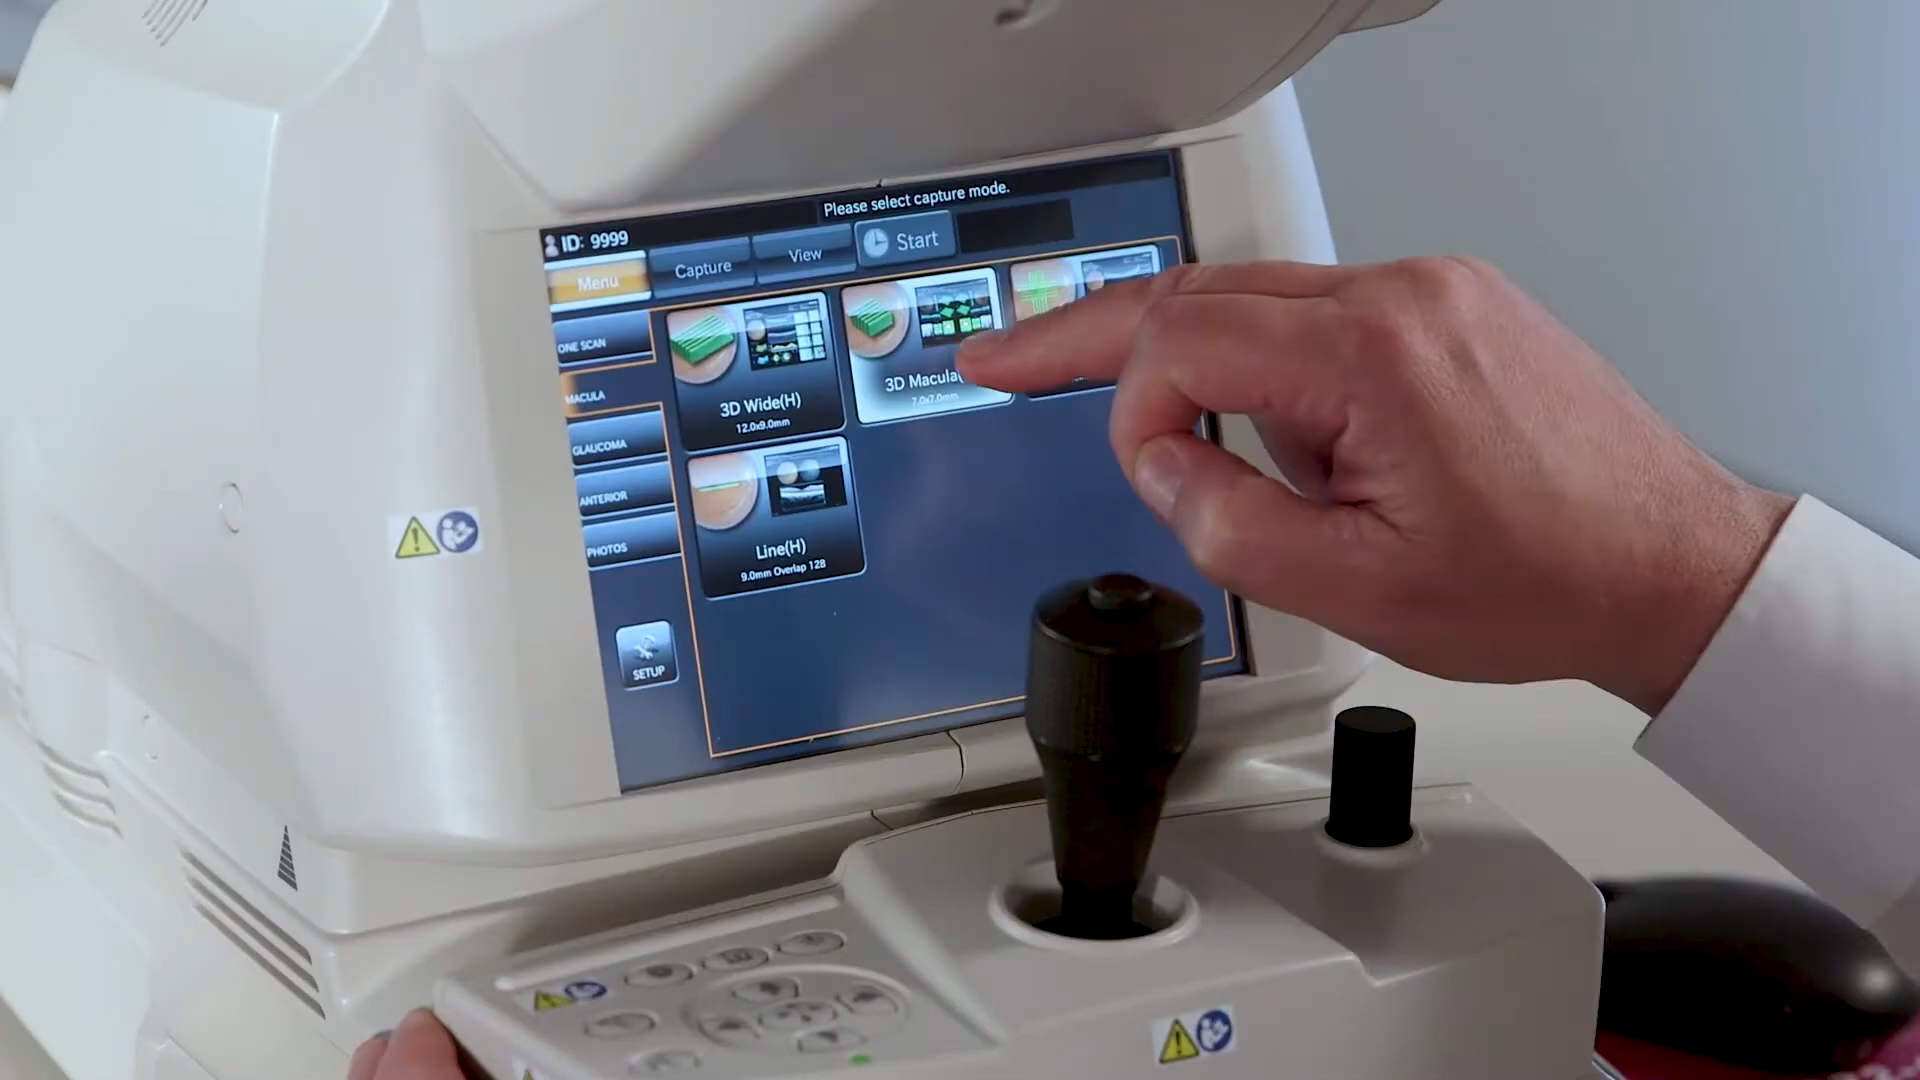 Please select capture mode.
ID: 9999
Menu
Capture
View
Start
ONE SCAN
MACULA
GLAUCOMA
ANTERIOR
PHOTOS
SETUP
3D Wide(H)
12.0x9.0mm
3D Macula(
7.0x7.0mm
Line(H)
9.0mm Overlap 128